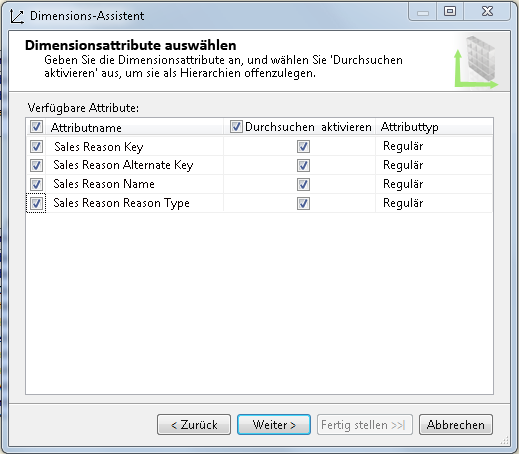 Dimensions-Assistent
Dimensionsattribute auswählen
Geben Sie die Dimensionsattribute an, und wählen Sie 'Durchsuchen
aktivieren' aus, um sie als Hierarchien offenzulegen.
Verfügbare Attribute:
Attributname Durchsuchen aktivieren Attributtyp
Sales Reason Key Regulär
Sales Reason Alternate Key Regulär
Sales Reason Name Regulär
Sales Reason Reason Type Regulär
< Zurück Weiter > Fertig stellen >>| Abbrechen